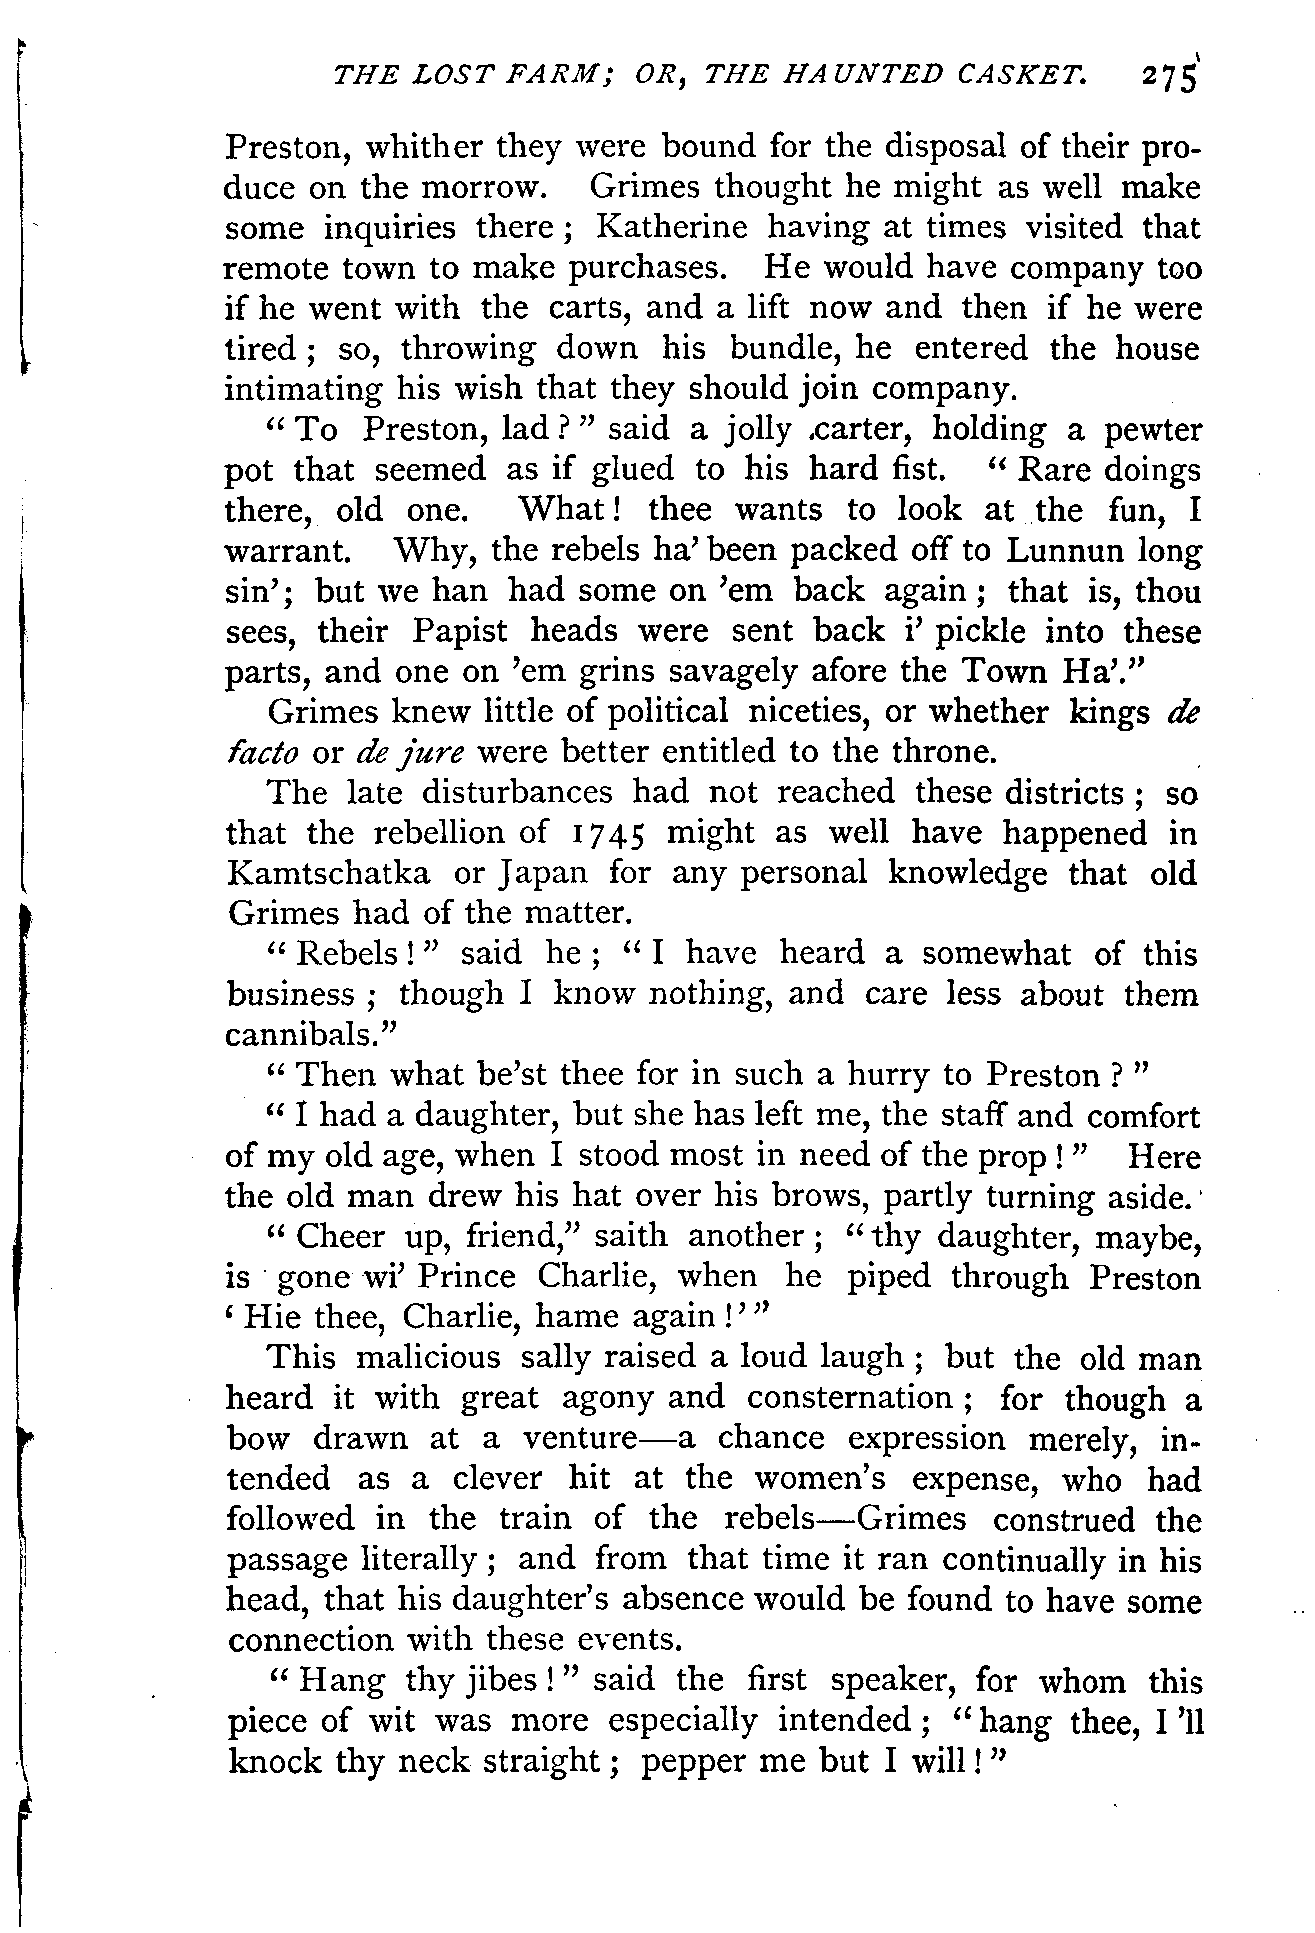 THE LOST FARM; OR, THE HAUNTED CASKET. 275
Preston, whither they were bound for the disposal of their pro-
duce on the morrow. Grimes thought he might as well make
some inquiries there ; Katherine having at times visited that
remote town to make purchases. He would have company too
if he went with the carts, and a lift now and then if he were
tired ; so, throwing down his bundle, he entered the house
intimating his wish that they should join company.
“ To Preston, lad ? ” said a jolly carter, holding a pewter
pot that seemed as if glued to his hard fist. “ Rare doings
there, old one. What ! thee wants to look at the fun, I
warrant. Why, the rebels ha’ been packed off to Lunnun long
sin’; but we han had some on ’em back again ; that is, thou
sees, their Papist heads were sent back i’ pickle into these
parts, and one on ’em grins savagely afore the Town Ha’.”
Grimes knew little of political niceties, or whether kings de
facto or de jure were better entitled to the throne.
The late disturbances had not reached these districts ; so
that the rebellion of 1745 might as well have happened in
Kamtschatka or Japan for any personal knowledge that old
Grimes had of the matter.
“ Rebels ! ” said he ; “ I have heard a somewhat of this
business ; though I know nothing, and care less about them
cannibals.”
“ Then what be’st thee for in such a hurry to Preston ? ”
“ I had a daughter, but she has left me, the staff and comfort
of my old age, when I stood most in need of the prop ! ” Here
the old man drew his hat over his brows, partly turning aside.
“ Cheer up, friend,” saith another ; “ thy daughter, maybe,
is gone wi’ Prince Charlie, when he piped through Preston
‘ Hie thee, Charlie, hame again !’ ”
This malicious sally raised a loud laugh ; but the old man
heard it with great agony and consternation ; for though a
bow drawn at a venture—a chance expression merely, in-
tended as a clever hit at the women’s expense, who had
followed in the train of the rebels—Grimes construed the
passage literally ; and from that time it ran continually in his
head, that his daughter’s absence would be found to have some
connection with these events.
“ Hang thy jibes ! ” said the first speaker, for whom this
piece of wit was more especially intended ; “ hang thee, I ’ll
knock thy neck straight ; pepper me but I will ! ”